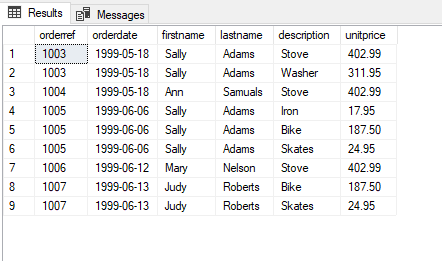 Results Messages
orderref orderdate firstname lastname description unitprice
1 1003 1999-05-18 Sally Adams Stove 402.99
2 1003 1999-05-18 Sally Adams Washer 311.95
3 1004 1999-05-18 Ann Samuals Stove 402.99
4 1005 1999-06-06 Sally Adams Iron 17.95
5 1005 1999-06-06 Sally Adams Bike 187.50
6 1005 1999-06-06 Sally Adams Skates 24.95
7 1006 1999-06-12 Mary Nelson Stove 402.99
8 1007 1999-06-13 Judy Roberts Bike 187.50
9 1007 1999-06-13 Judy Roberts Skates 24.95